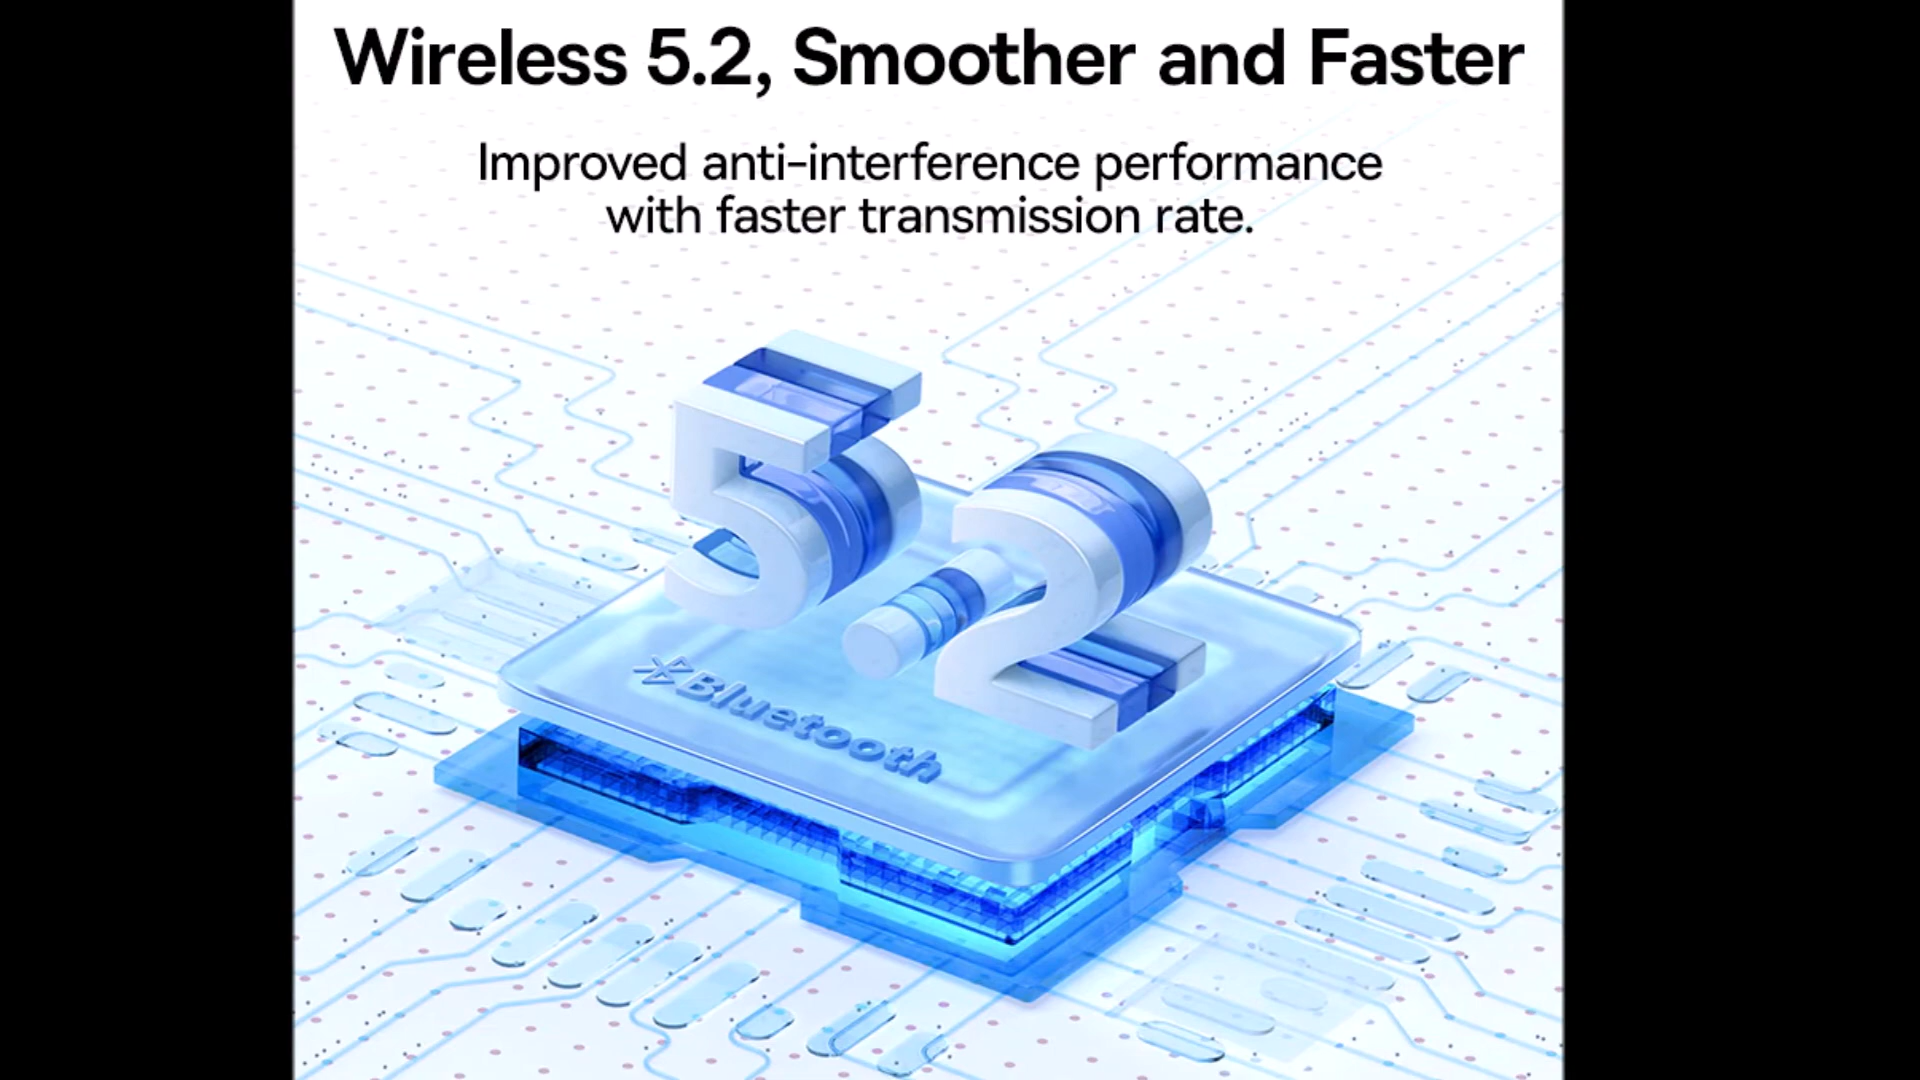 Wireless 5.2, Smoother and Faster
Improved anti-interference performance
with faster transmission rate.
5.2
Bluetooth